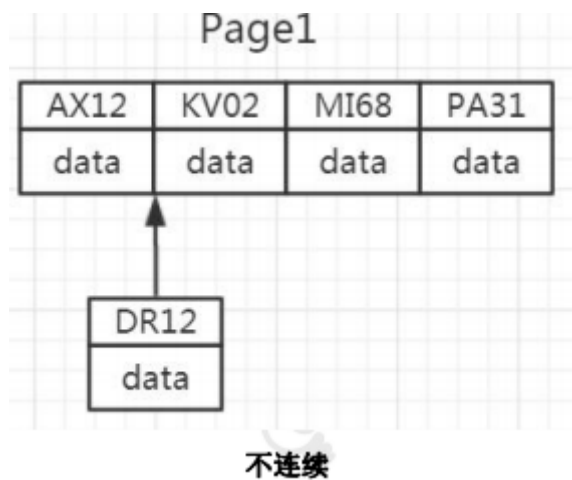 Page1
AX12 KV02 MI68 PA31
data data data data
DR12
data
不连续